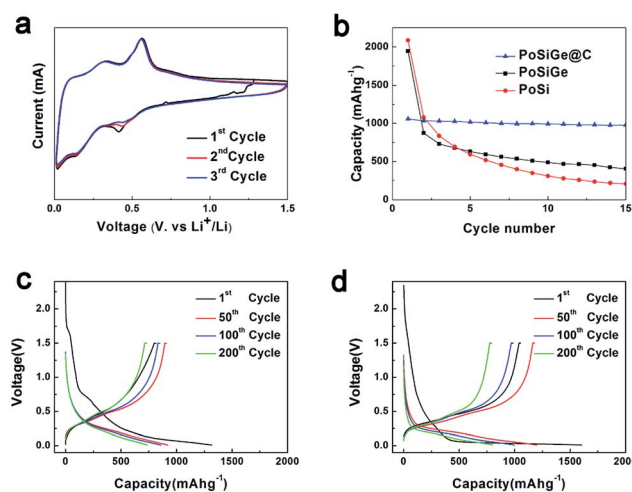 a
Current (mA)
1st Cycle
2ndCycle
3rd Cycle
0.0 0.5 1.0 1.5
Voltage (V. vs Li+/Li)
b
Capacity (mAhg-1)
2000
1500
1000
500
0
PoSiGe@C
PoSiGe
PoSi
0 5 10 15
Cycle number
c
Voltage(V)
2.0
1.5
1.0
0.5
0.0
1st Cycle
50th Cycle
100th Cycle
200th Cycle
0 500 1000 1500 2000
Capacity(mAhg-1)
d
Voltage(V)
2.0
1.5
1.0
0.5
0.0
1st Cycle
50th Cycle
100th Cycle
200th Cycle
0 500 1000 1500 2000
Capacity(mAhg-1)